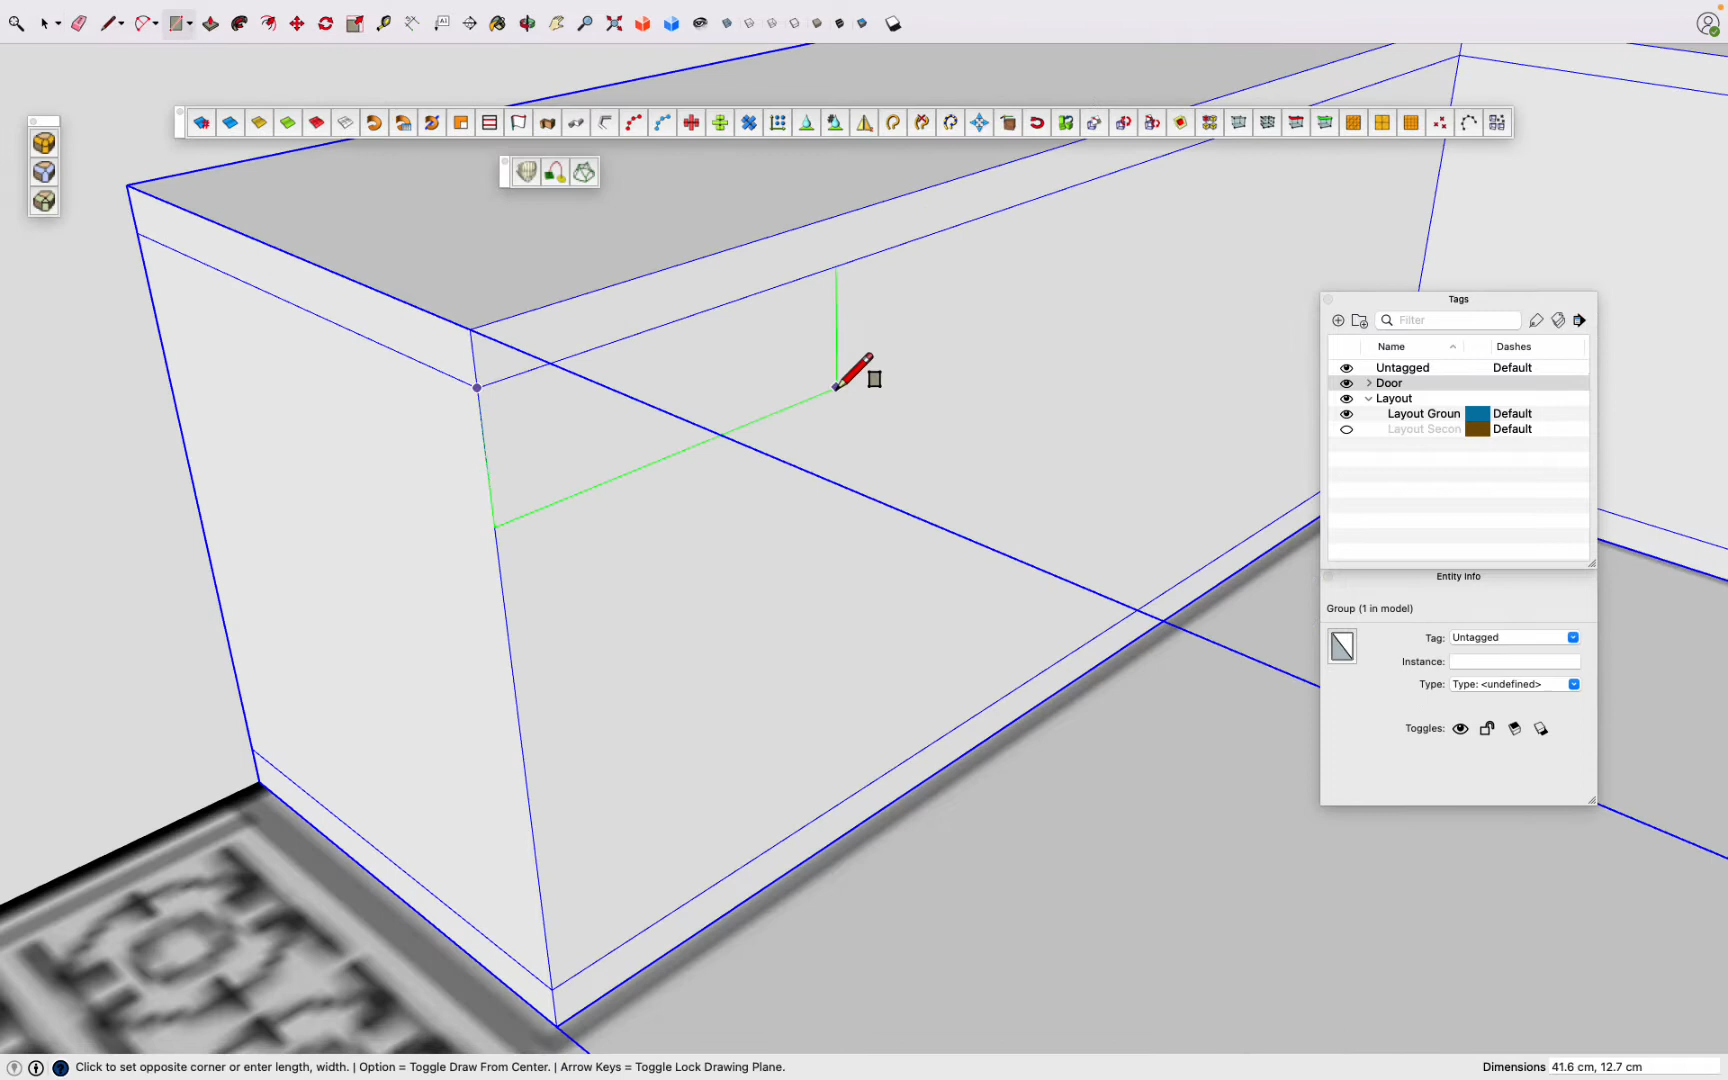 A1
Tags
Filter
Name
Dashes
Untagged
Default
Door
Layout
Layout Groun
Default
Layout Secon
Default
Entity Info
Group (1 in model)
Tag:
Untagged
Instance:
Type:
Type: <undefined>
Toggles:
Click to set opposite corner or enter length, width. | Option = Toggle Draw From Center. | Arrow Keys = Toggle Lock Drawing Plane.
Dimensions
41.6 cm, 12.7 cm